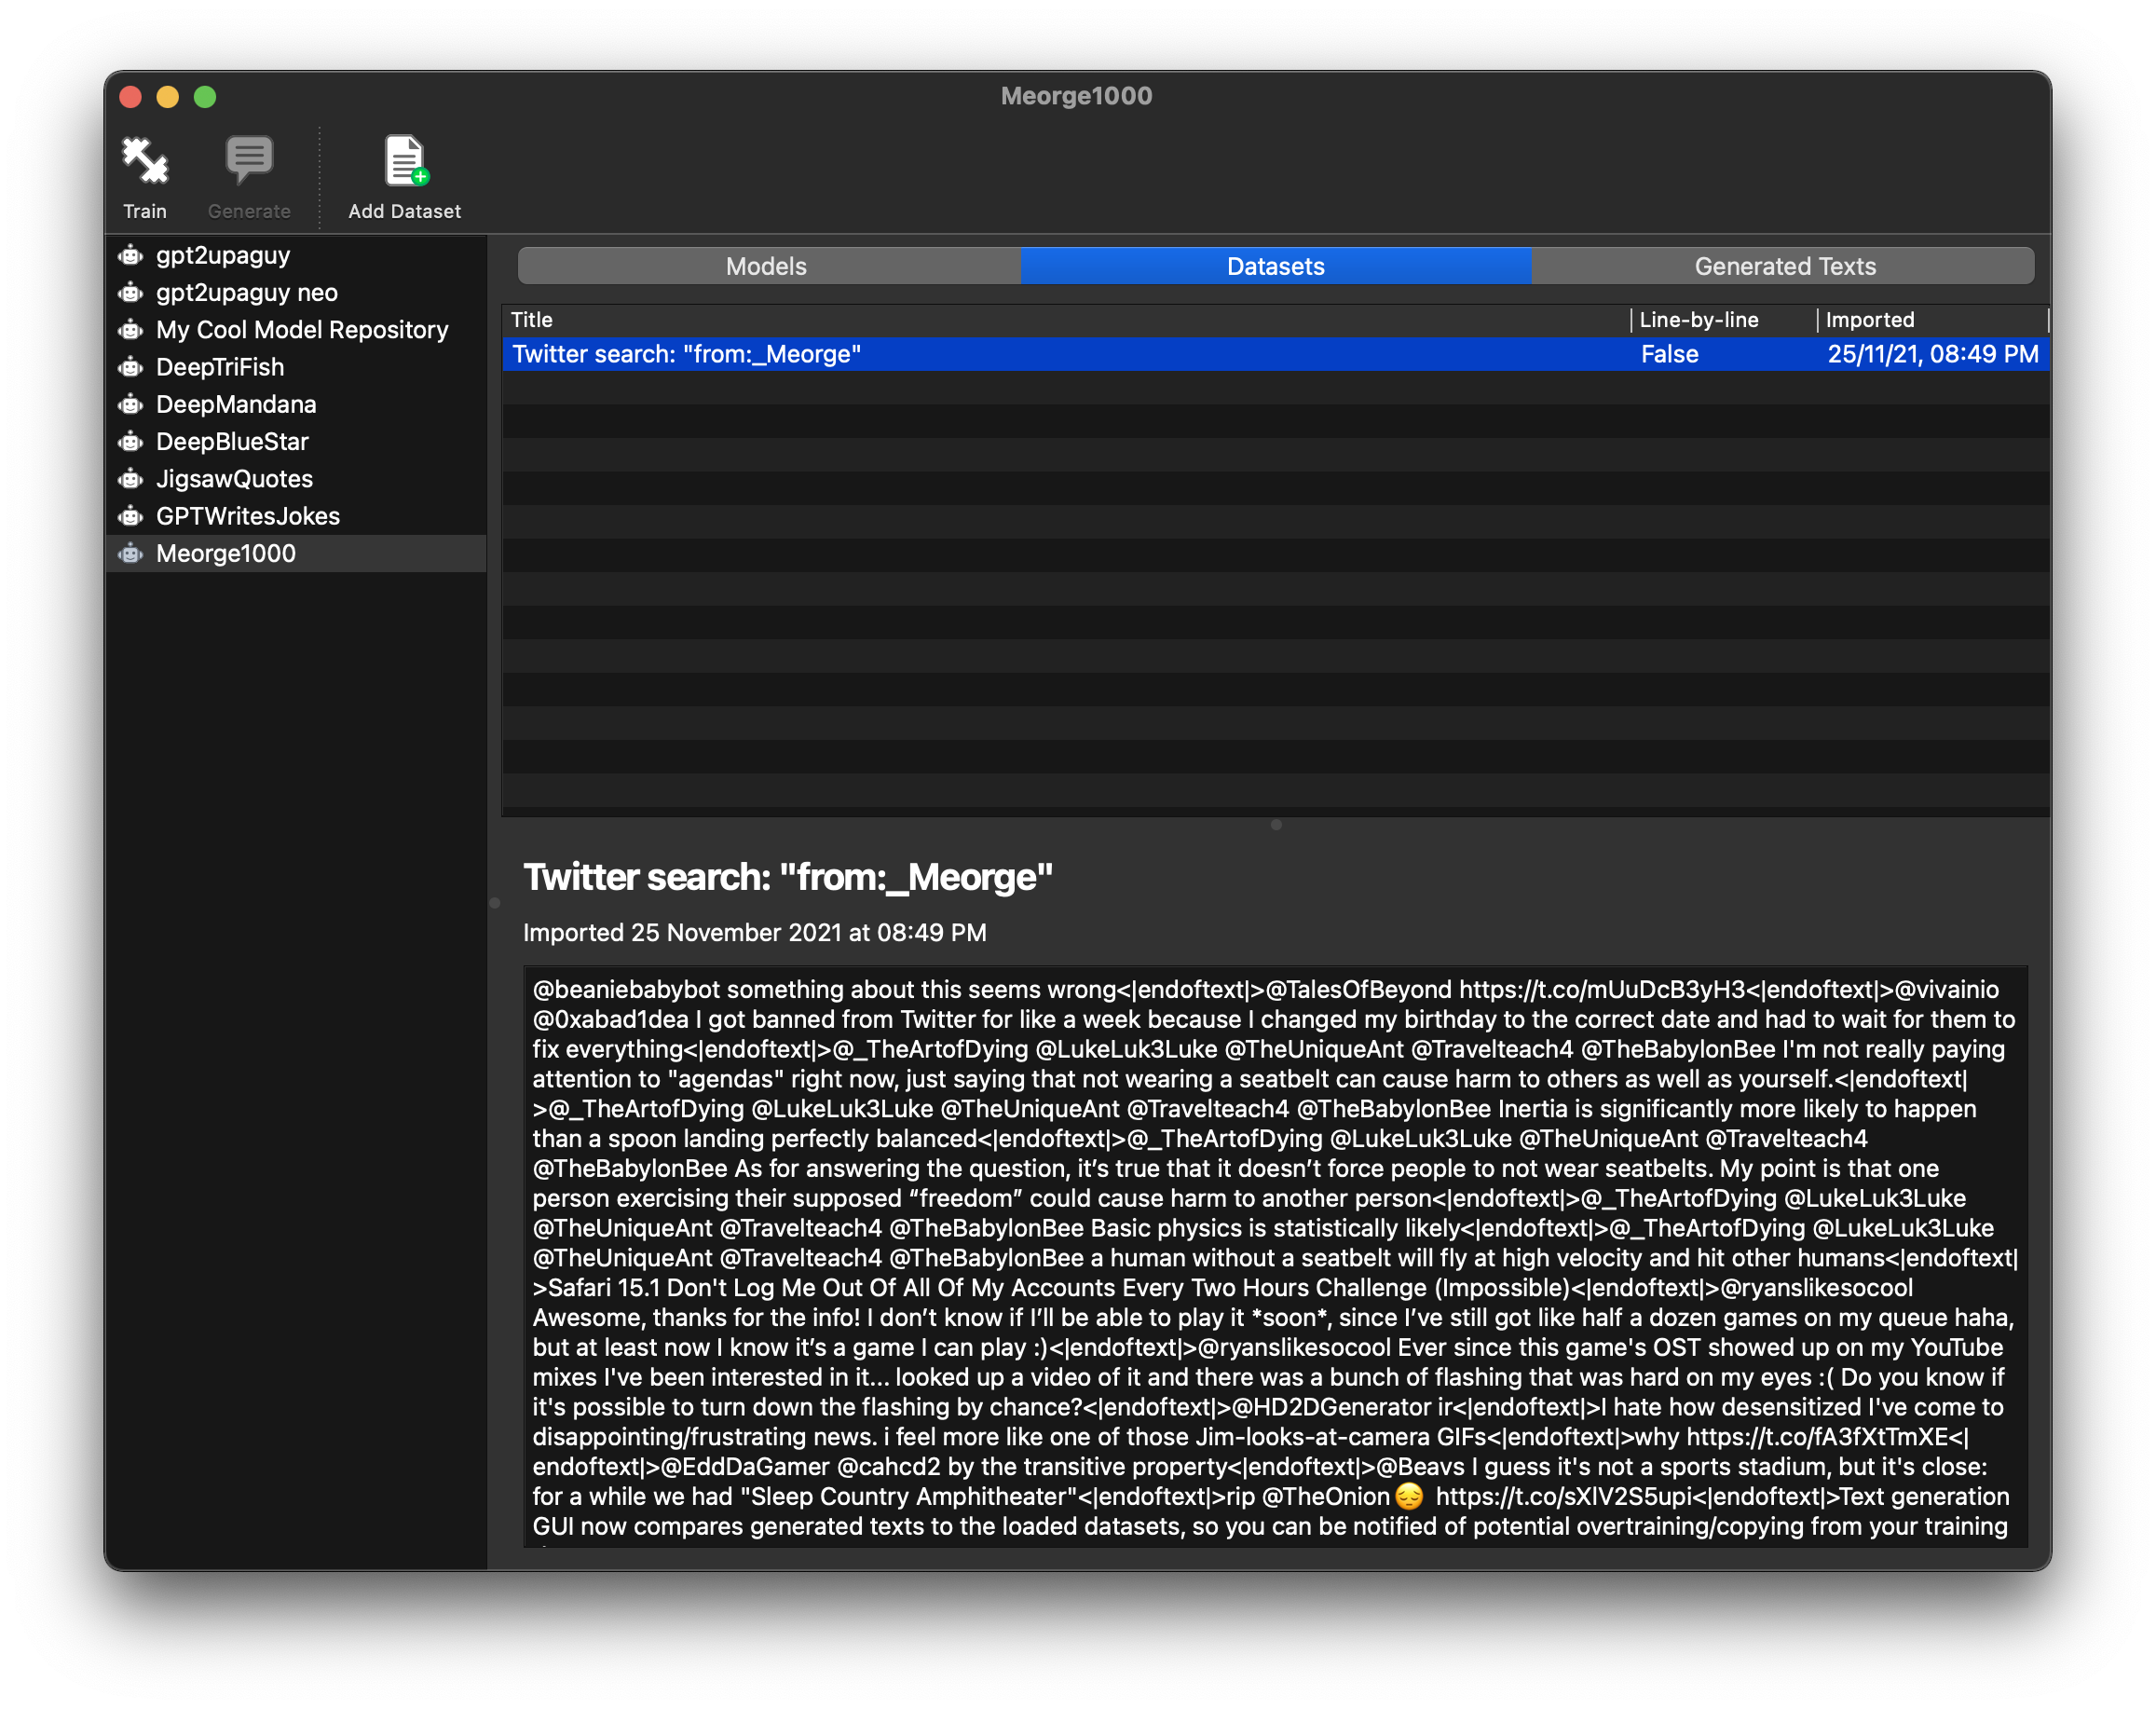 Meorge1000
Train
Generate
Add Dataset
gpt2upaguy
gpt2upaguy neo
My Cool Model Repository
DeepTriFish
DeepMandana
DeepBlueStar
JigsawQuotes
GPTWritesJokes
Meorge1000
Models
Datasets
Generated Texts
Title
Line-by-line
Imported
Twitter search: "from:_Meorge"
False
25/11/21, 08:49 PM
Twitter search: "from:_Meorge"
Imported 25 November 2021 at 08:49 PM
@beaniebabybot something about this seems wrong<|endoftext|>@TalesOfBeyond https://t.co/mUuDcB3yH3<|endoftext|>@vivainio
@0xabad1dea I got banned from Twitter for like a week because I changed my birthday to the correct date and had to wait for them to
fix everything<|endoftext|>@_TheArtofDying @LukeLuk3Luke @TheUniqueAnt @Travelteach4 @TheBabylonBee I'm not really paying
attention to "agendas" right now, just saying that not wearing a seatbelt can cause harm to others as well as yourself.<|endoftext|
>@_TheArtofDying @LukeLuk3Luke @TheUniqueAnt @Travelteach4 @TheBabylonBee Inertia is significantly more likely to happen
than a spoon landing perfectly balanced<|endoftext|>@_TheArtofDying @LukeLuk3Luke @TheUniqueAnt @Travelteach4
@TheBabylonBee As for answering the question, it’s true that it doesn’t force people to not wear seatbelts. My point is that one
person exercising their supposed “freedom” could cause harm to another person<|endoftext|>@_TheArtofDying @LukeLuk3Luke
@TheUniqueAnt @Travelteach4 @TheBabylonBee Basic physics is statistically likely<|endoftext|>@_TheArtofDying @LukeLuk3Luke
@TheUniqueAnt @Travelteach4 @TheBabylonBee a human without a seatbelt will fly at high velocity and hit other humans<|endoftext|
>Safari 15.1 Don't Log Me Out Of All Of My Accounts Every Two Hours Challenge (Impossible)<|endoftext|>@ryanslikesocool
Awesome, thanks for the info! I don’t know if I’ll be able to play it *soon*, since I’ve still got like half a dozen games on my queue haha,
but at least now I know it’s a game I can play :)<|endoftext|>@ryanslikesocool Ever since this game's OST showed up on my YouTube
mixes I've been interested in it... looked up a video of it and there was a bunch of flashing that was hard on my eyes :( Do you know if
it's possible to turn down the flashing by chance?<|endoftext|>@HD2DGenerator ir<|endoftext|>I hate how desensitized I've come to
disappointing/frustrating news. i feel more like one of those Jim-looks-at-camera GIFs<|endoftext|>why https://t.co/fA3fXtTmXE<|
endoftext|>@EddDaGamer @cahcd2 by the transitive property<|endoftext|>@Beavs I guess it's not a sports stadium, but it's close:
for a while we had "Sleep Country Amphitheater"<|endoftext|>rip @TheOnion😔 https://t.co/sXlV2S5upi<|endoftext|>Text generation
GUI now compares generated texts to the loaded datasets, so you can be notified of potential overtraining/copying from your training